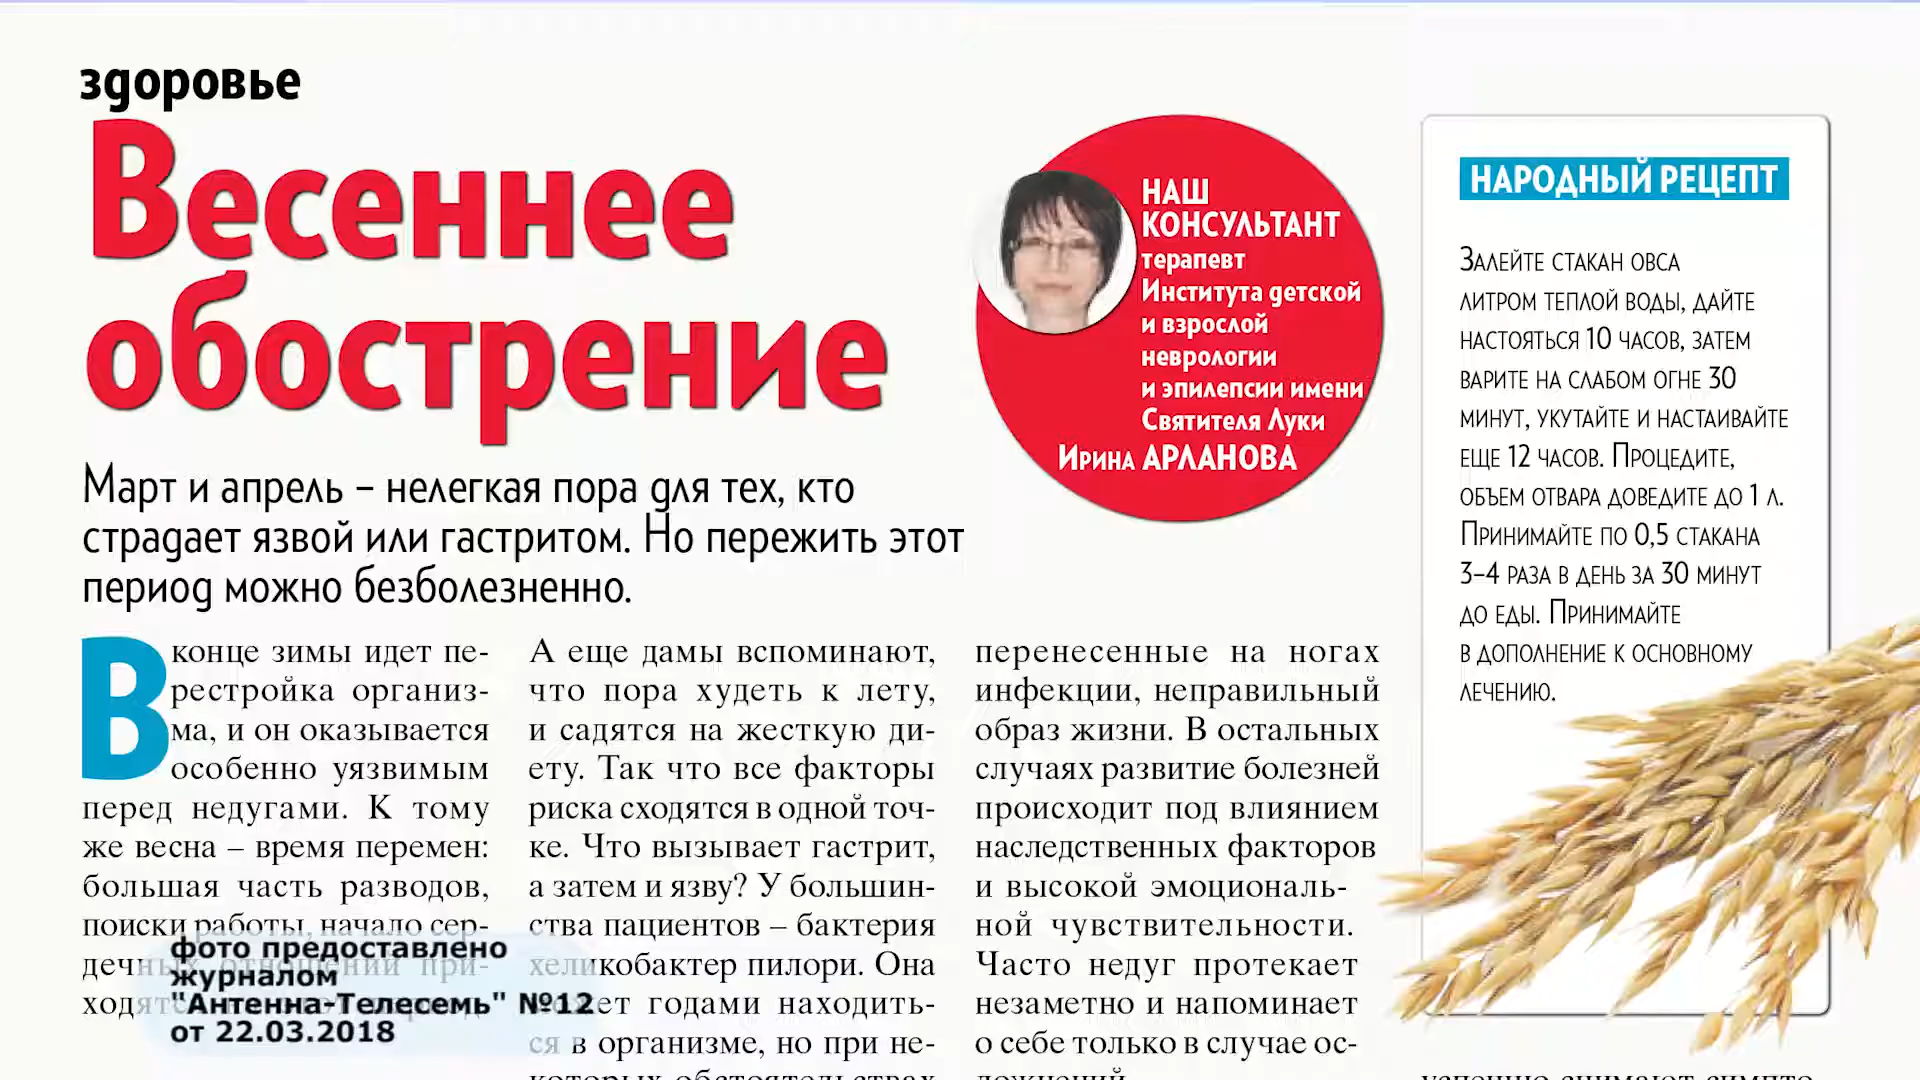 здоровье
Весеннее
обострение
Март и апрель – нелегкая пора для тех, кто
страдает язвой или гастритом. Но пережить этот
период можно безболезненно.
НАШ
КОНСУЛЬТАНТ
терапевт
Института детской
и взрослой
неврологии
и эпилепсии имени
Святителя Луки
Ирина АРЛАНОВА
В конце зимы идет пе-
рестройка организ-
ма, и он оказывается
особенно уязвимым
перед недугами. К тому
же весна – время перемен:
большая часть разводов,
поиски работы, начало сер-
дечных отношений при-
А еще дамы вспоминают,
что пора худеть к лету,
и садятся на жесткую ди-
ету. Так что все факторы
риска сходятся в одной точ-
ке. Что вызывает гастрит,
а затем и язву? У большин-
ства пациентов – бактерия
хеликобактер пилори. Она
может годами находить-
ся в организме, но при не-
которых обстоятельствах
перенесенные на ногах
инфекции, неправильный
образ жизни. В остальных
случаях развитие болезней
происходит под влиянием
наследственных факторов
и высокой эмоциональ-
ной чувствительности.
Часто недуг протекает
незаметно и напоминает
о себе только в случае ос-
ложнений.
НАРОДНЫЙ РЕЦЕПТ
Залейте стакан овса
литром теплой воды, дайте
настояться 10 часов, затем
варите на слабом огне 30
минут, укутайте и настаивайте
еще 12 часов. Процедите,
объем отвара доведите до 1 л.
Принимайте по 0,5 стакана
3–4 раза в день за 30 минут
до еды. Принимайте
в дополнение к основному
лечению.
успешно снимают симпто-
фото предоставлено
журналом
"Антенна-Телесемь" №12
от 22.03.2018